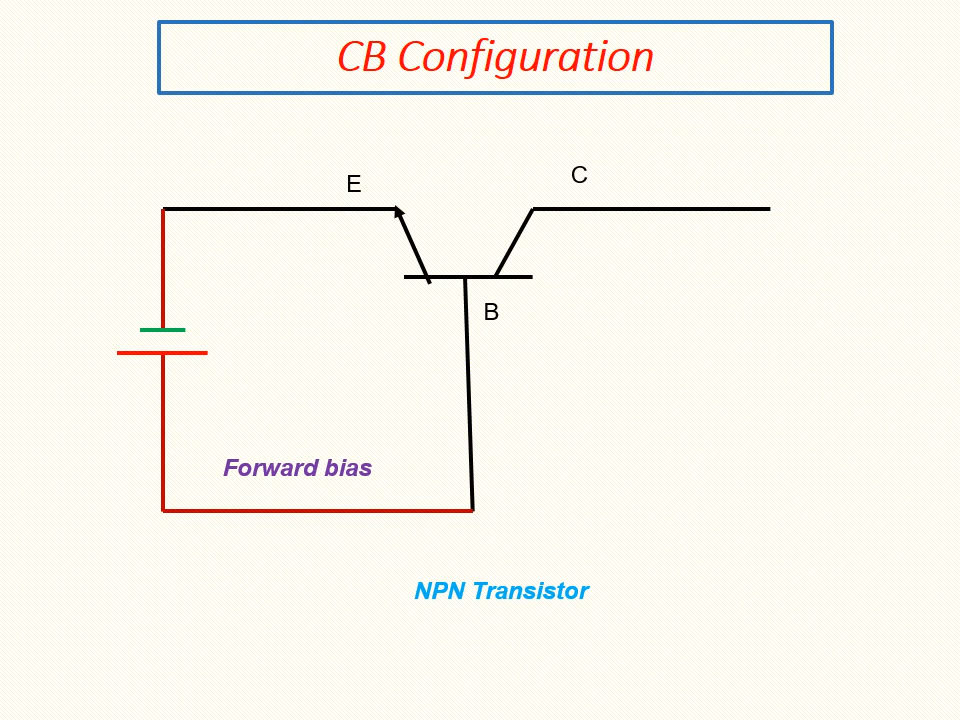 CB Configuration
E
C
B
Forward bias
NPN Transistor